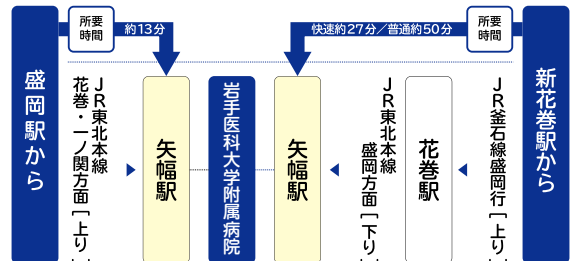 所要
時間
約13分
快速約27分／普通約50分
所要
時間
盛岡駅から
ＪＲ東北本線
花巻・一ノ関方面［上り
矢幅駅
岩手医科大学附属病院
矢幅駅
ＪＲ東北本線
盛岡方面［下り
花巻駅
ＪＲ釜石線盛岡行［上り
新花巻駅から